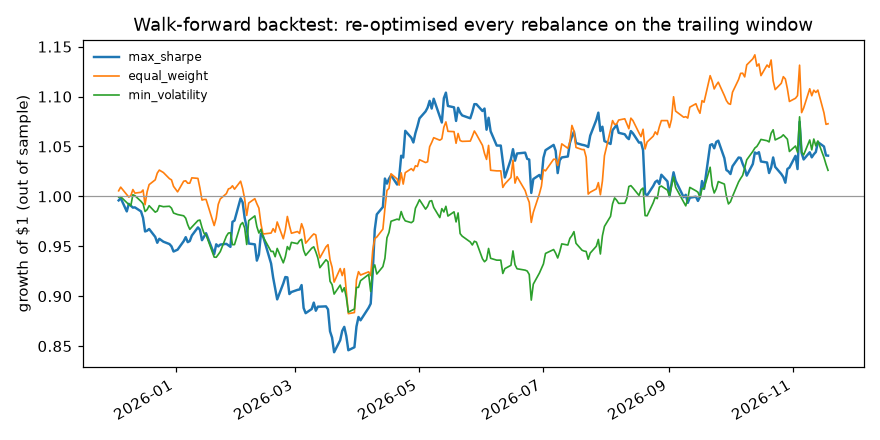 Walk-forward backtest: re-optimised every rebalance on the trailing window
growth of $1 (out of sample)
1.15
1.10
1.05
1.00
0.95
0.90
0.85
max_sharpe
equal_weight
min_volatility
2026-01
2026-03
2026-05
2026-07
2026-09
2026-11